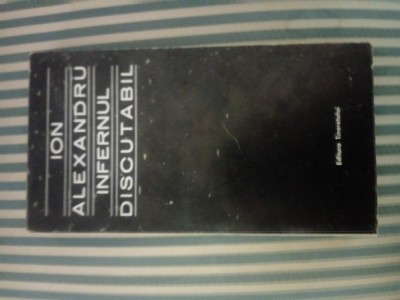 ION
ALEXANDRU
INFERNUL
DISCUTABIL
Editura Tineretului